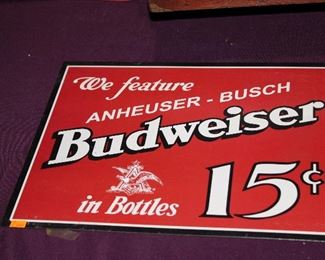 We feature
ANHEUSER - BUSCH
Budweiser
in Bottles
15¢